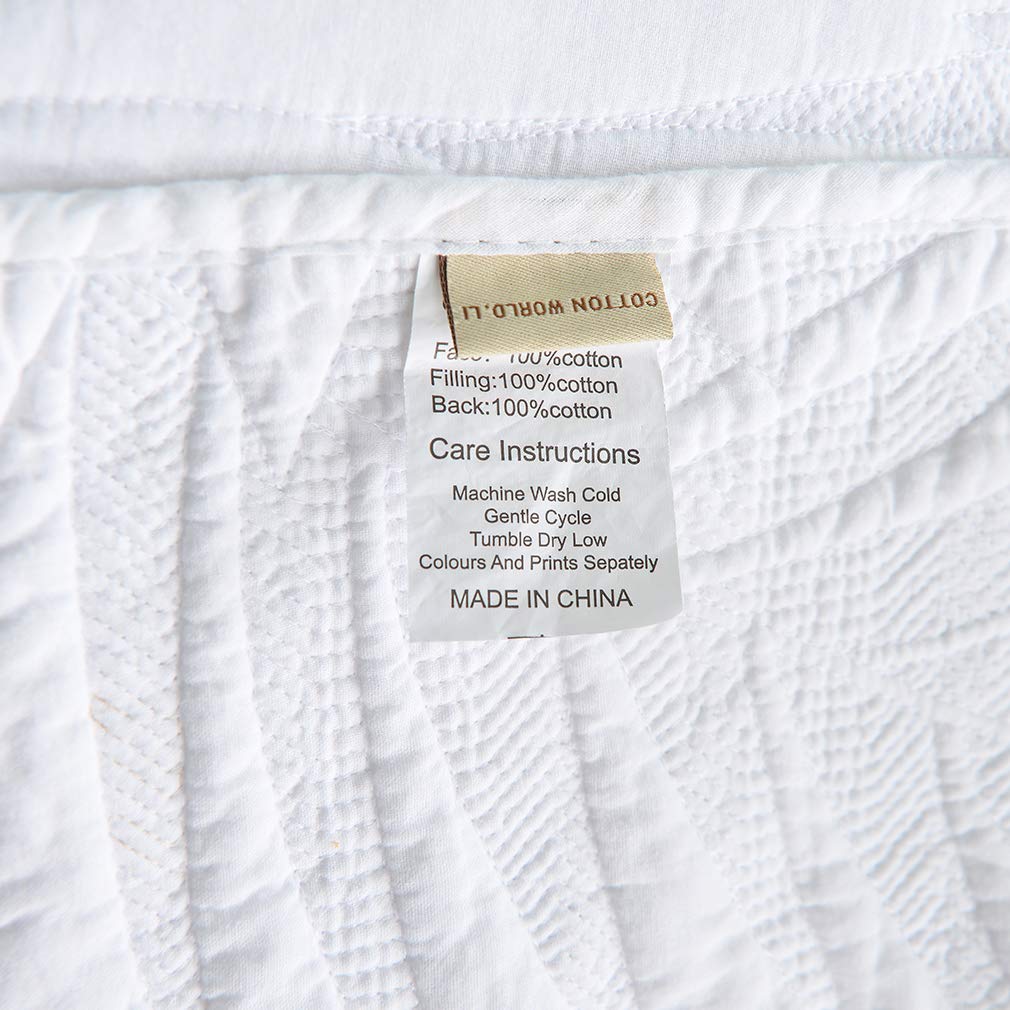 COTTON WORLD.LI
100%cotton
Filling:100%cotton
Back:100%cotton
Care Instructions
Machine Wash Cold
Gentle Cycle
Tumble Dry Low
Colours And Prints Sepately
MADE IN CHINA